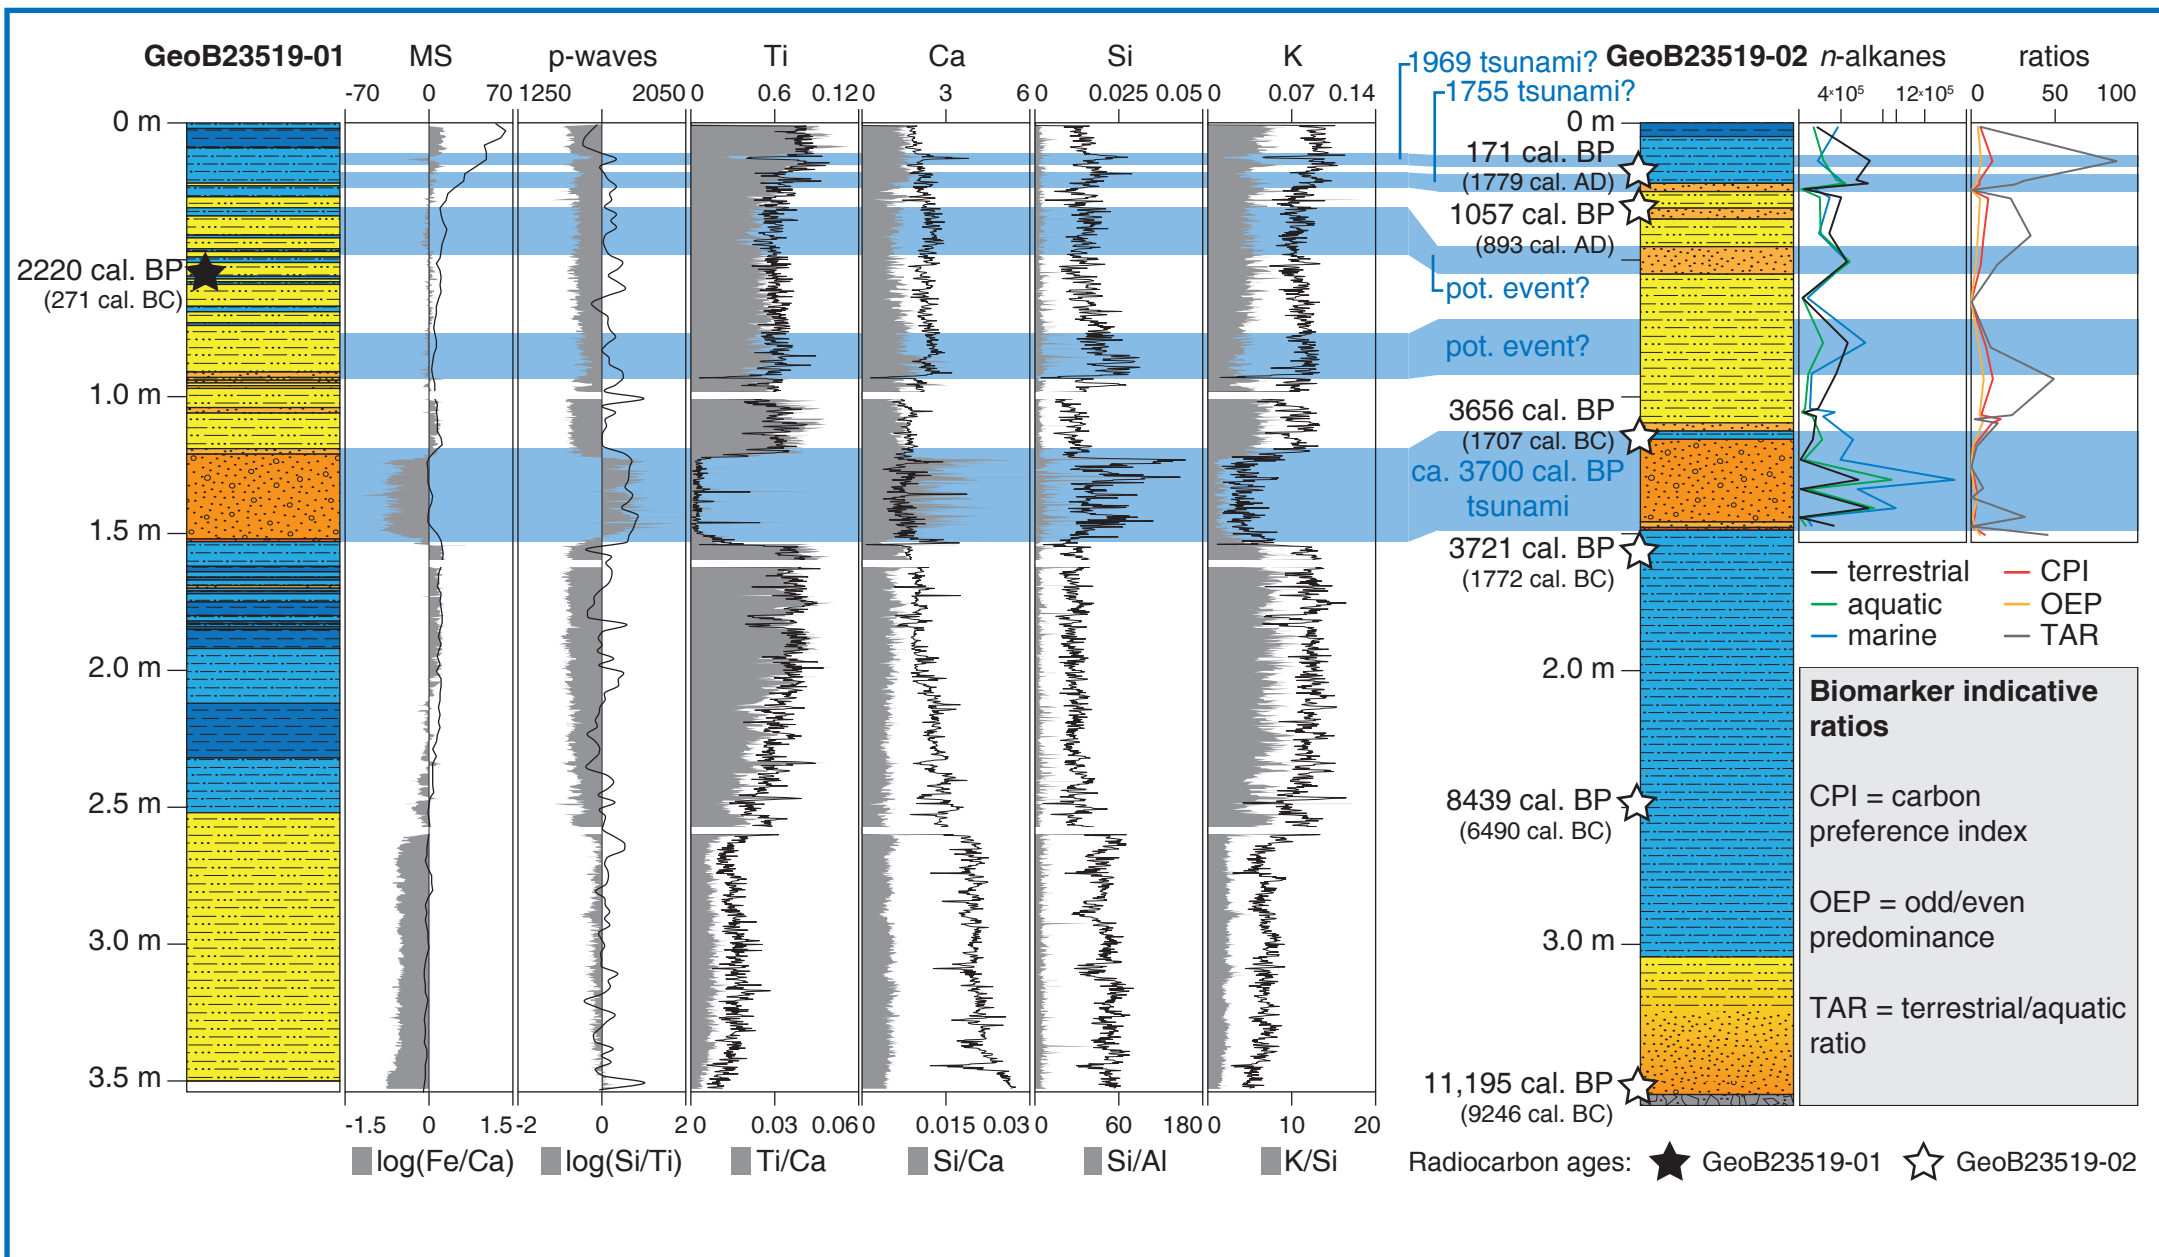 GeoB23519-01 MS p-waves Ti Ca Si K
-70 0 70 1250 2050 0 0.6 0.12 0 3 6 0 0.025 0.05 0 0.07 0.14
1969 tsunami?
1755 tsunami?
GeoB23519-02 n-alkanes ratios
4×10⁵ 12×10⁵ 0 50 100
0 m
2220 cal. BP
(271 cal. BC)
1.0 m
1.5 m
2.0 m
2.5 m
3.0 m
3.5 m
0 m
171 cal. BP
(1779 cal. AD)
1057 cal. BP
(893 cal. AD)
pot. event?
pot. event?
3656 cal. BP
(1707 cal. BC)
ca. 3700 cal. BP
tsunami
3721 cal. BP
(1772 cal. BC)
2.0 m
8439 cal. BP
(6490 cal. BC)
3.0 m
11,195 cal. BP
(9246 cal. BC)
terrestrial CPI
aquatic OEP
marine TAR
Biomarker indicative
ratios
CPI = carbon
preference index
OEP = odd/even
predominance
TAR = terrestrial/aquatic
ratio
-1.5 0 1.5 -2 0 2 0 0.03 0.06 0 0.015 0.03 0 60 180 0 10 20
log(Fe/Ca) log(Si/Ti) Ti/Ca Si/Ca Si/Al K/Si
Radiocarbon ages: GeoB23519-01 GeoB23519-02